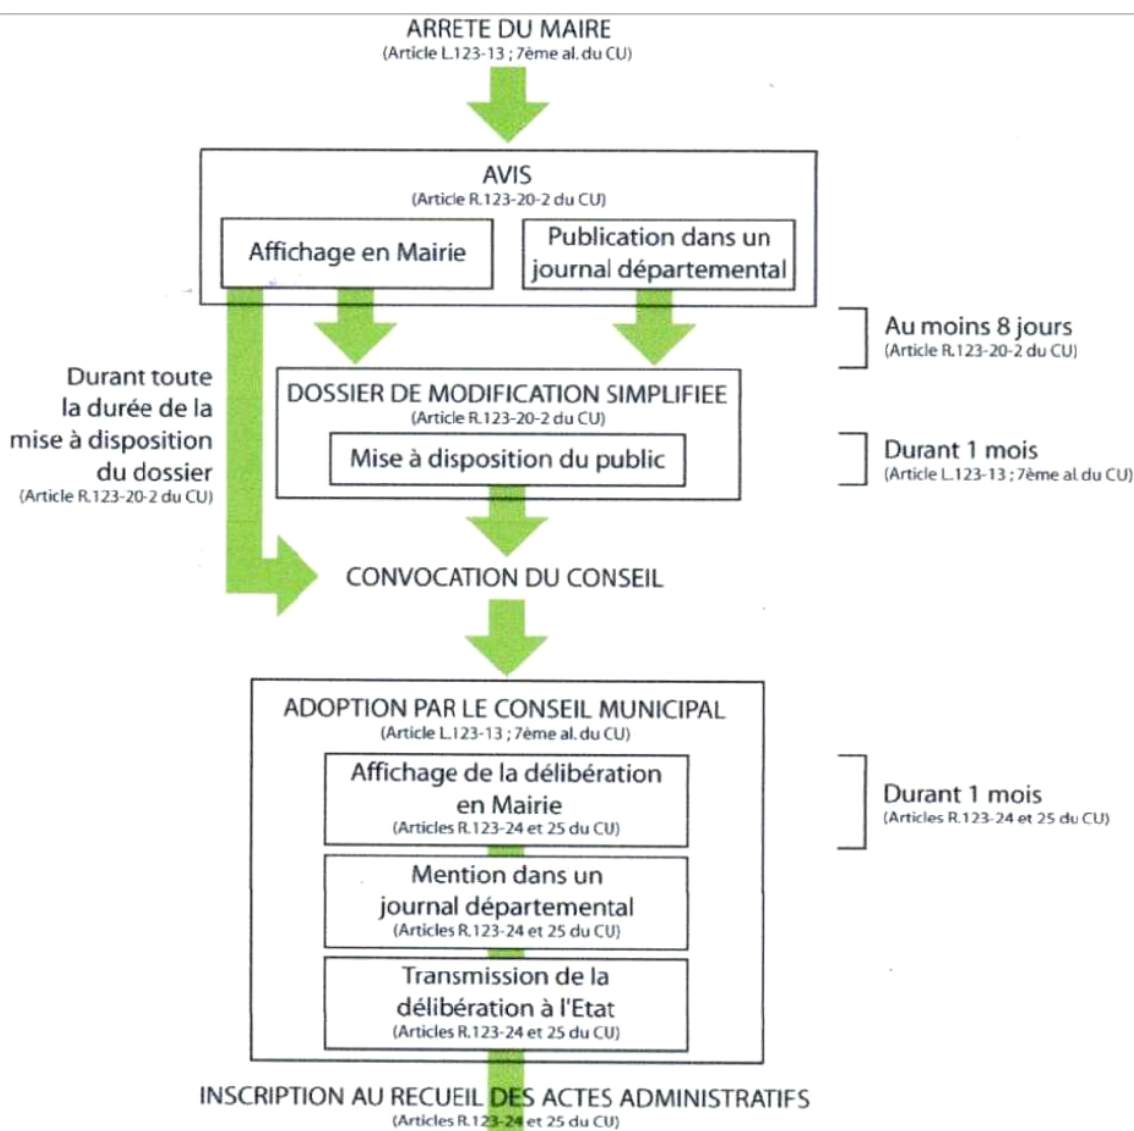 ARRETE DU MAIRE
(Article L.123-13 ; 7ème al. du CU)
AVIS
(Article R.123-20-2 du CU)
Affichage en Mairie
Publication dans un
journal départemental
Au moins 8 jours
(Article R.123-20-2 du CU)
Durant toute
la durée de la
mise à disposition
du dossier
(Article R.123-20-2 du CU)
DOSSIER DE MODIFICATION SIMPLIFIEE
(Article R.123-20-2 du CU)
Mise à disposition du public
Durant 1 mois
(Article L.123-13 ; 7ème al. du CU)
CONVOCATION DU CONSEIL
ADOPTION PAR LE CONSEIL MUNICIPAL
(Article L.123-13 ; 7ème al. du CU)
Affichage de la délibération
en Mairie
(Articles R.123-24 et 25 du CU)
Durant 1 mois
(Articles R.123-24 et 25 du CU)
Mention dans un
journal départemental
(Articles R.123-24 et 25 du CU)
Transmission de la
délibération à l'Etat
(Articles R.123-24 et 25 du CU)
INSCRIPTION AU RECUEIL DES ACTES ADMINISTRATIFS
(Articles R.123-24 et 25 du CU)